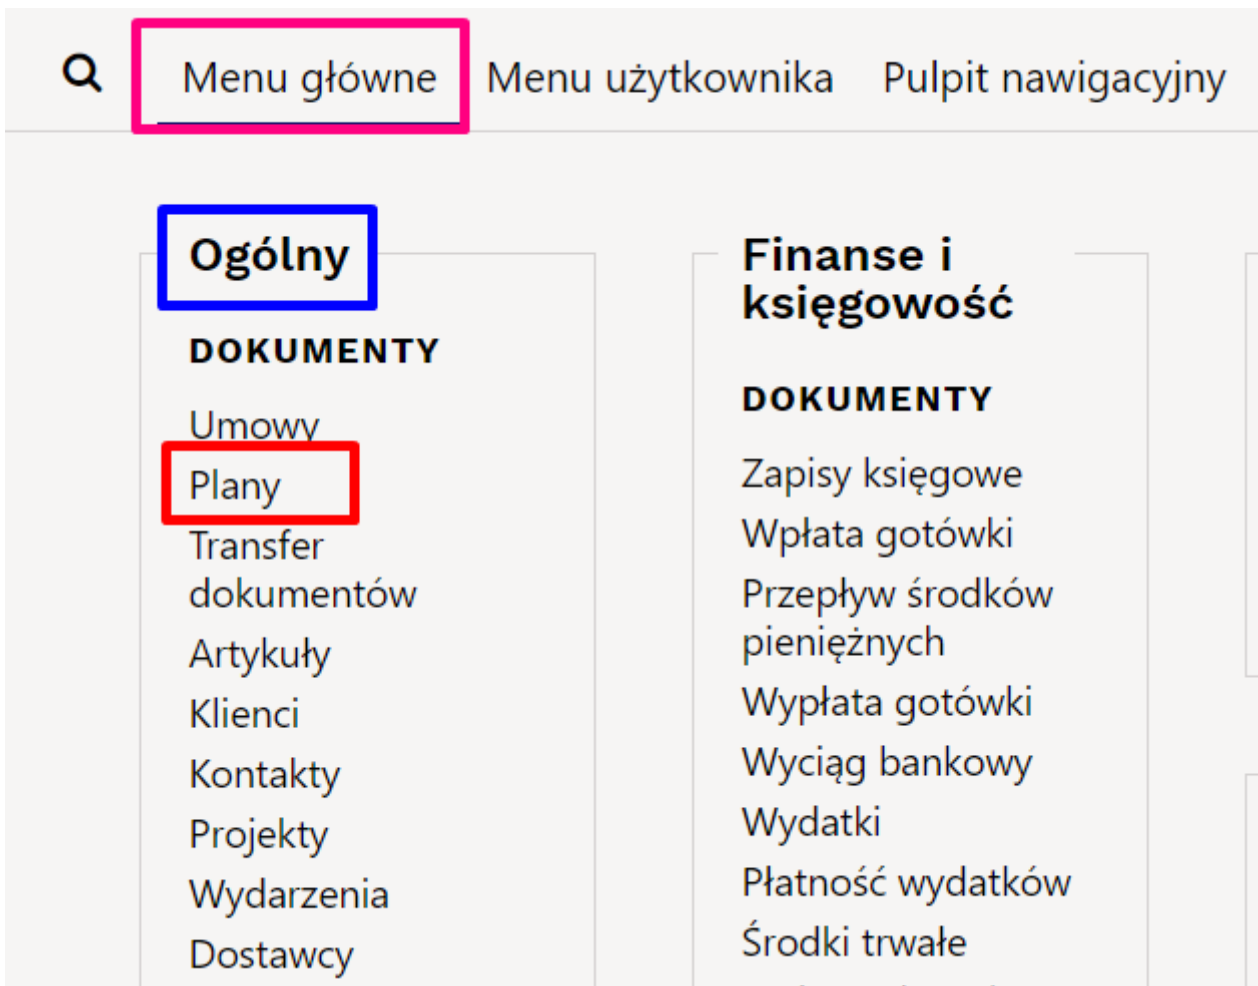 Menu główne Menu użytkownika Pulpit nawigacyjny
Ogólny
DOKUMENTY
Umowy
Plany
Transfer
dokumentów
Artykuły
Klienci
Kontakty
Projekty
Wydarzenia
Dostawcy
Finanse i
księgowość
DOKUMENTY
Zapisy księgowe
Wpłata gotówki
Przepływ środków
pieniężnych
Wypłata gotówki
Wyciąg bankowy
Wydatki
Płatność wydatków
Środki trwałe